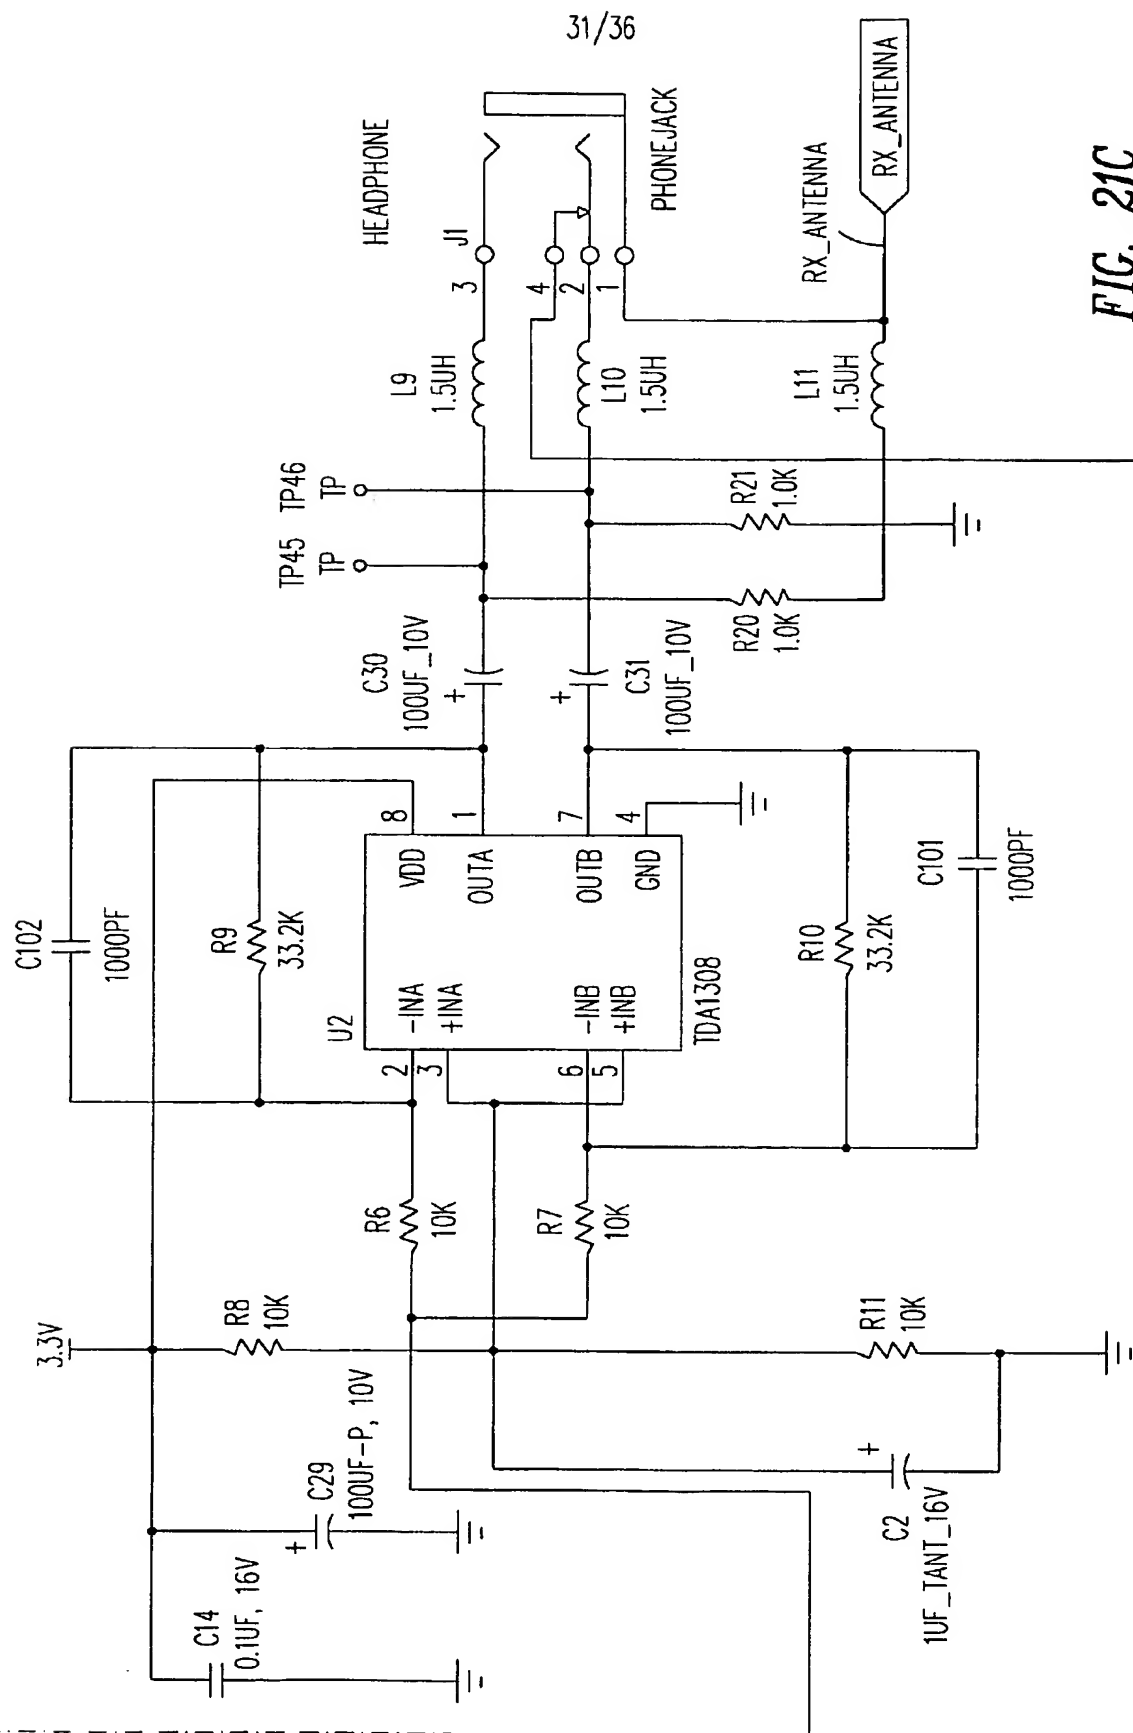 31/36
HEADPHONE
PHONEJACK
J1
3
4
2
1
RX_ANTENNA
RX_ANTENNA
FIG. 21C
L9
1.5UH
L10
1.5UH
L11
1.5UH
TP46
TP
TP45
TP
R21
1.0K
R20
1.0K
C30
100UF_10V
+
C31
100UF_10V
+
C102
1000PF
R9
33.2K
8
1
7
4
VDD
OUTA
OUTB
GND
U2
-INA
+INA
-INB
+INB
TDA1308
2
3
6
5
R10
33.2K
C101
1000PF
R6
10K
R7
10K
3.3V
R8
10K
R11
10K
C29
100UF-P, 10V
+
C2
1UF_TANT_16V
+
C14
0.1UF, 16V